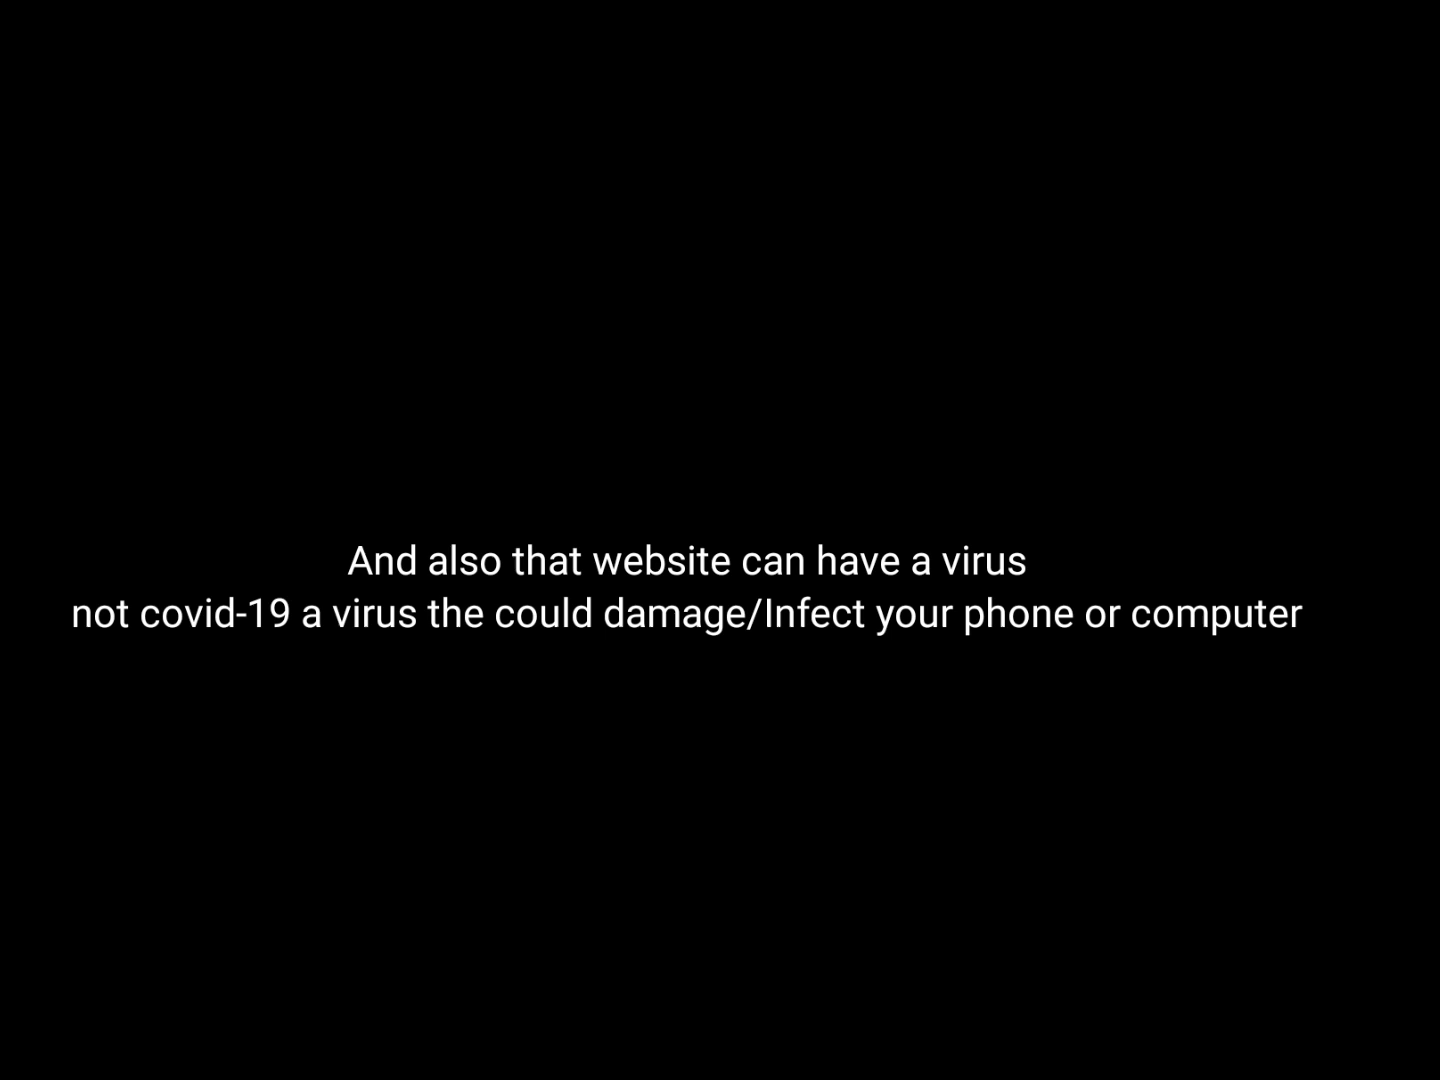 And also that website can have a virus
not covid-19 a virus the could damage/Infect your phone or computer